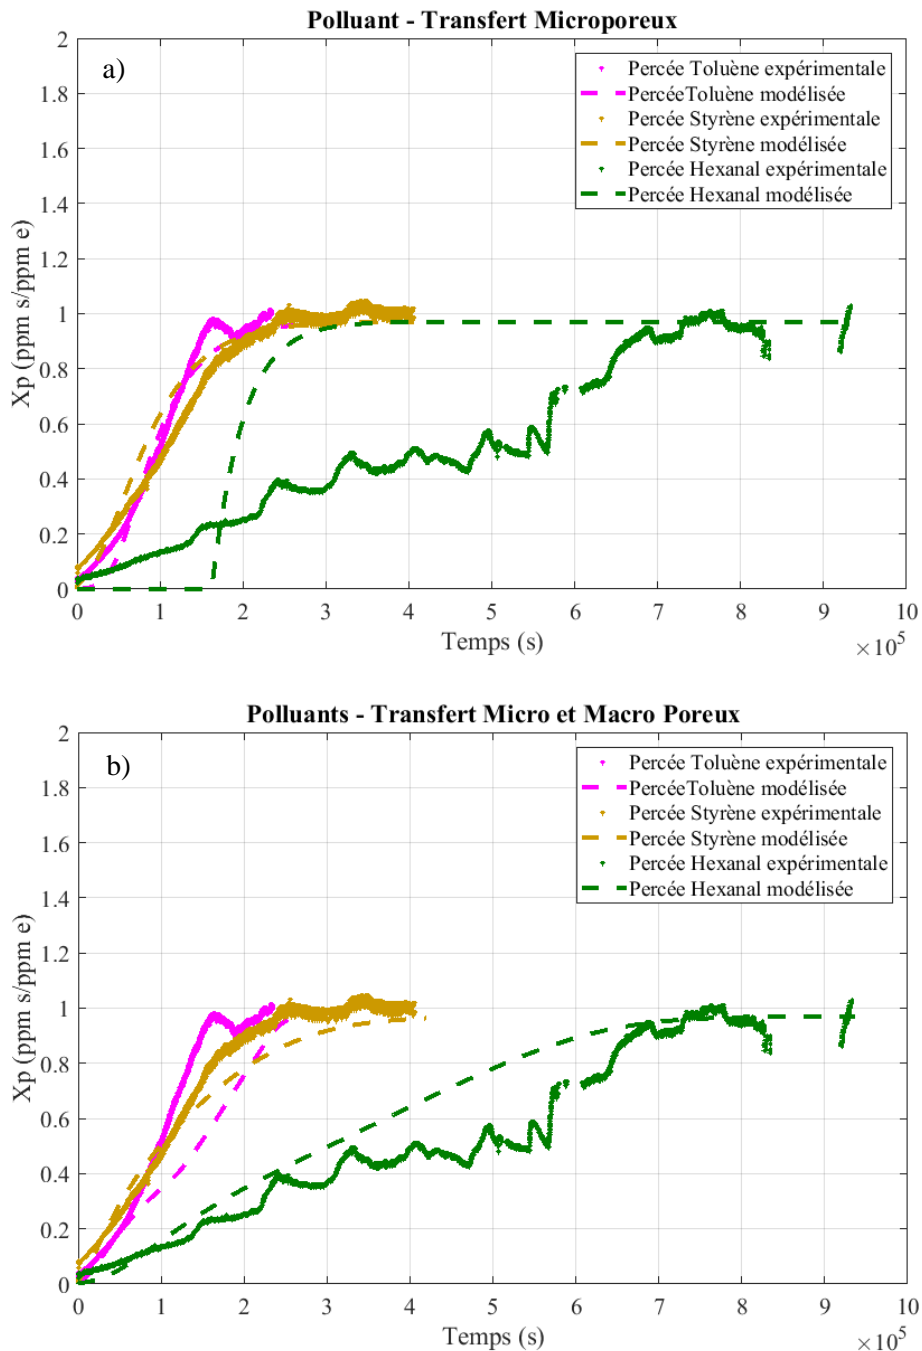 Polluant - Transfert Microporeux
a)
Percée Toluène expérimentale
PercéeToluène modélisée
Percée Styrène expérimentale
Percée Styrène modélisée
Percée Hexanal expérimentale
Percée Hexanal modélisée
2
1.8
1.6
1.4
1.2
1
0.8
0.6
0.4
0.2
0
Xp (ppm s/ppm e)
0 1 2 3 4 5 6 7 8 9 10
Temps (s)
×10⁵
Polluants - Transfert Micro et Macro Poreux
b)
Percée Toluène expérimentale
PercéeToluène modélisée
Percée Styrène expérimentale
Percée Styrène modélisée
Percée Hexanal expérimentale
Percée Hexanal modélisée
2
1.8
1.6
1.4
1.2
1
0.8
0.6
0.4
0.2
0
Xp (ppm s/ppm e)
0 1 2 3 4 5 6 7 8 9 10
Temps (s)
×10⁵